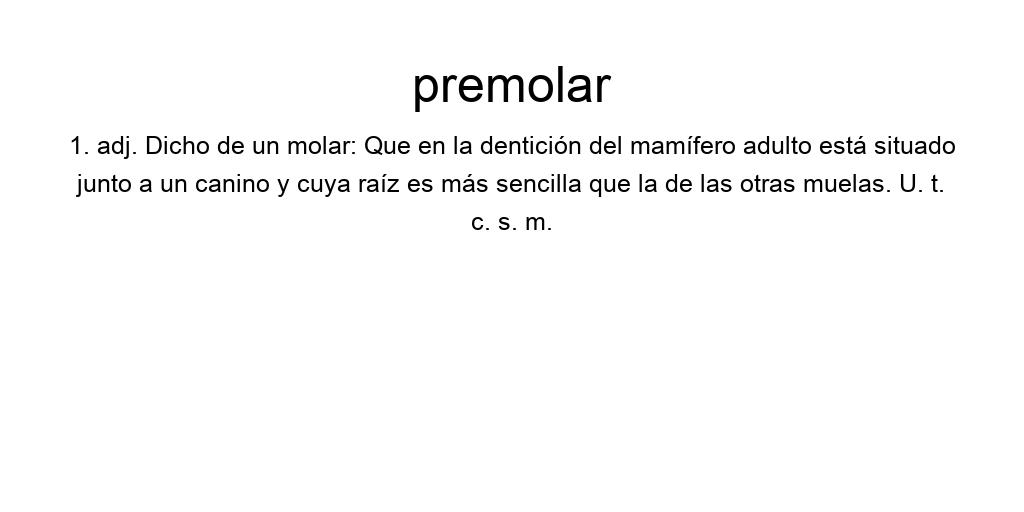 premolar
1. adj. Dicho de un molar: Que en la dentición del mamífero adulto está situado
junto a un canino y cuya raíz es más sencilla que la de las otras muelas. U. t.
c. s. m.